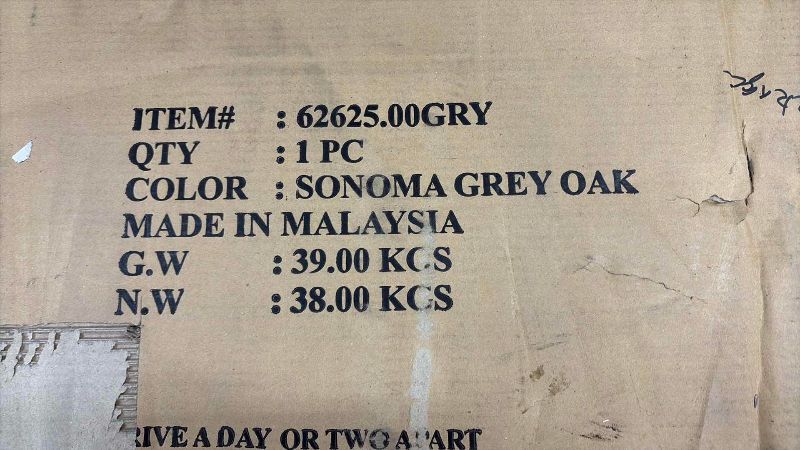 ITEM# : 62625.00GRY
QTY : 1 PC
COLOR : SONOMA GREY OAK
MADE IN MALAYSIA
G.W : 39.00 KGS
N.W : 38.00 KGS
A DAY OR TWO APART